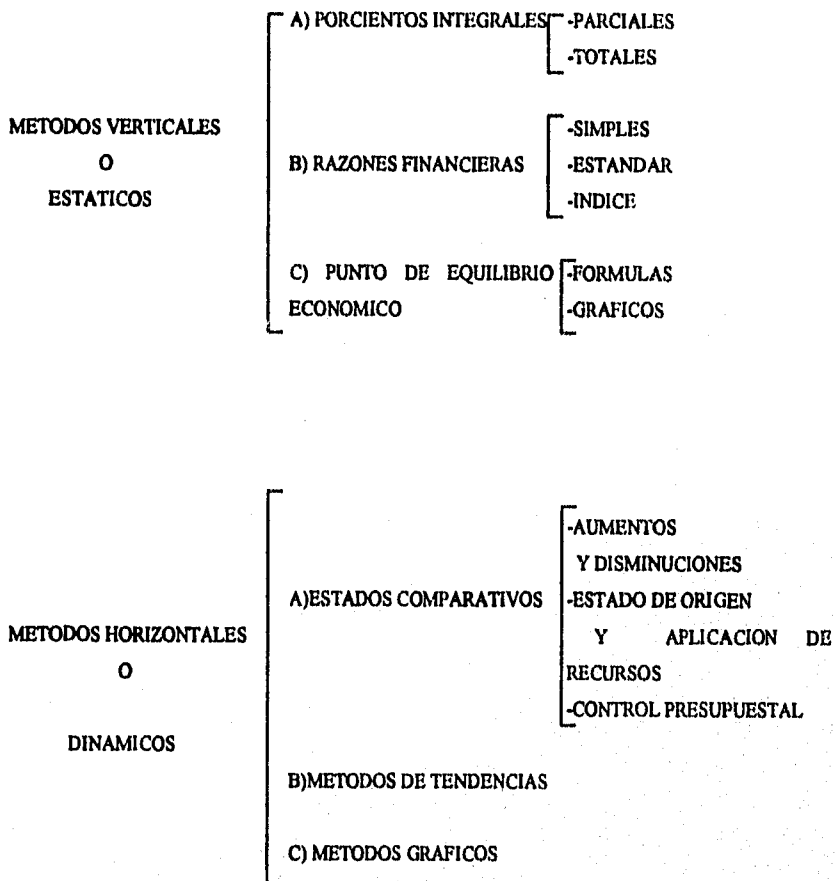 A) PORCIENTOS INTEGRALES
-PARCIALES
-TOTALES
METODOS VERTICALES
O
ESTATICOS
B) RAZONES FINANCIERAS
-SIMPLES
-ESTANDAR
-INDICE
C) PUNTO DE EQUILIBRIO
ECONOMICO
-FORMULAS
-GRAFICOS
METODOS HORIZONTALES
O
DINAMICOS
A)ESTADOS COMPARATIVOS
-AUMENTOS
Y DISMINUCIONES
-ESTADO DE ORIGEN
Y APLICACION DE
RECURSOS
-CONTROL PRESUPUESTAL
B)METODOS DE TENDENCIAS
C) METODOS GRAFICOS